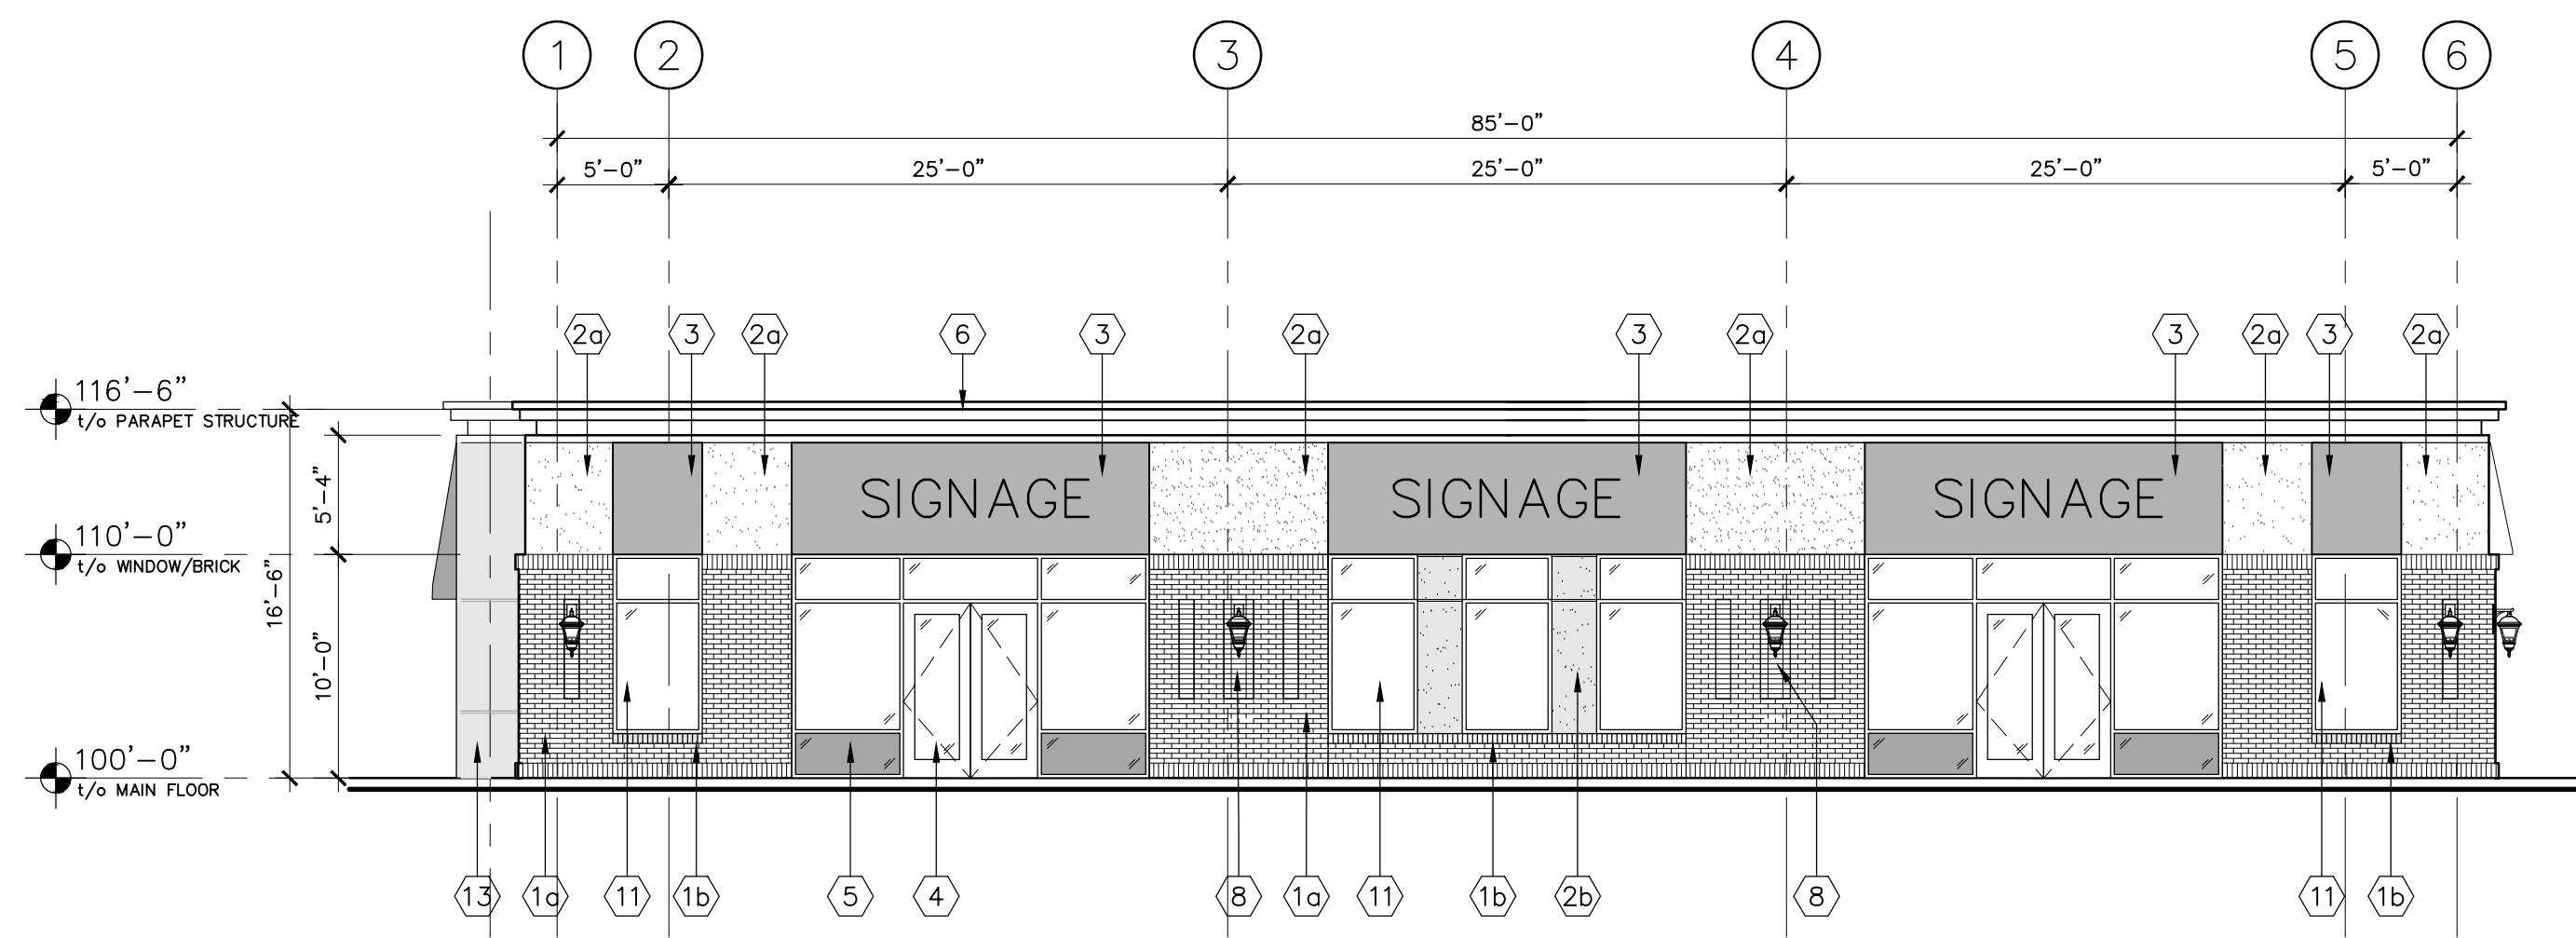 1 2 3 4 5 6
85'-0"
5'-0" 25'-0" 25'-0" 25'-0" 5'-0"
2a 3 2a 6 3 2a 3 2a 3 2a 3 2a
116'-6"
t/o PARAPET STRUCTURE
5'-4"
SIGNAGE SIGNAGE SIGNAGE
110'-0"
t/o WINDOW/BRICK
16'-6"
10'-0"
100'-0"
t/o MAIN FLOOR
13 1a 11 1b 5 4 8 1a 11 1b 2b 8 11 1b